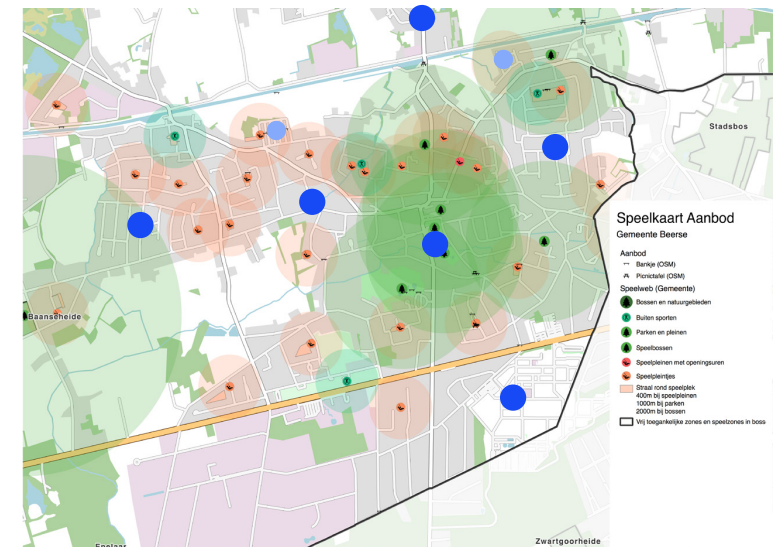 Stadsbos
Speelkaart Aanbod
Gemeente Beerse
Aanbod
Bankje (OSM)
Picnictafel (OSM)
Speelweb (Gemeente)
Bossen en natuurgebieden
Buiten sporten
Parken en pleinen
Speelbossen
Speelpleinen met openingsuren
Speelpleintjes
Straal rond speelplek
400m bij speelpleinen
1000m bij parken
2000m bij bossen
Vrij toegankelijke zones en speelzones in boss
Baanseheide
Zwartgoorheide